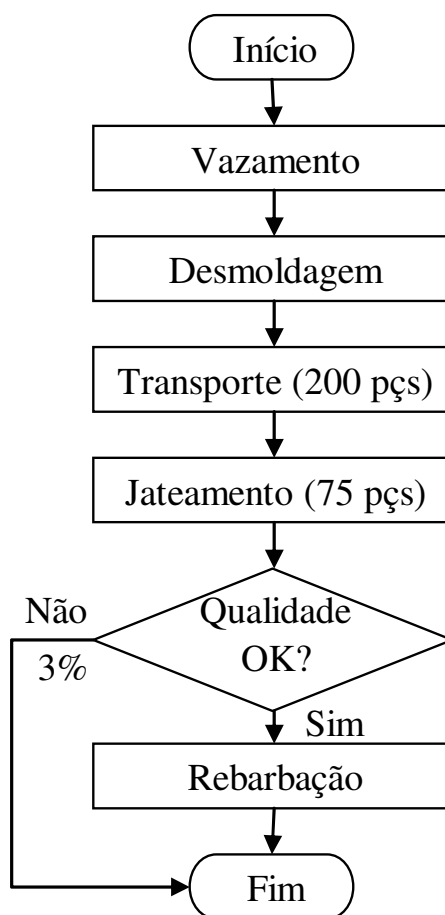 Início
Vazamento
Desmoldagem
Transporte (200 pçs)
Jateamento (75 pçs)
Não
3%
Qualidade
OK?
Sim
Rebarbação
Fim